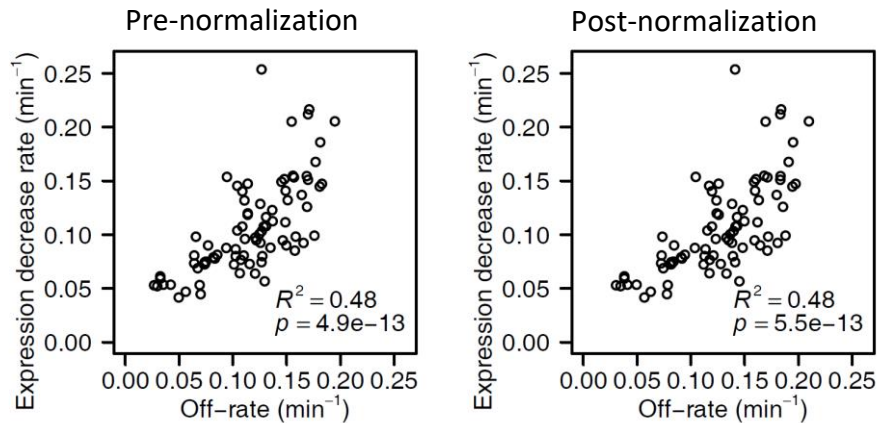 Pre-normalization
Expression decrease rate (min⁻¹)
0.25
0.20
0.15
0.10
0.05
0.00
R² = 0.48
p = 4.9e−13
0.00 0.05 0.10 0.15 0.20 0.25
Off−rate (min⁻¹)
Post-normalization
Expression decrease rate (min⁻¹)
0.25
0.20
0.15
0.10
0.05
0.00
R² = 0.48
p = 5.5e−13
0.00 0.05 0.10 0.15 0.20 0.25
Off−rate (min⁻¹)